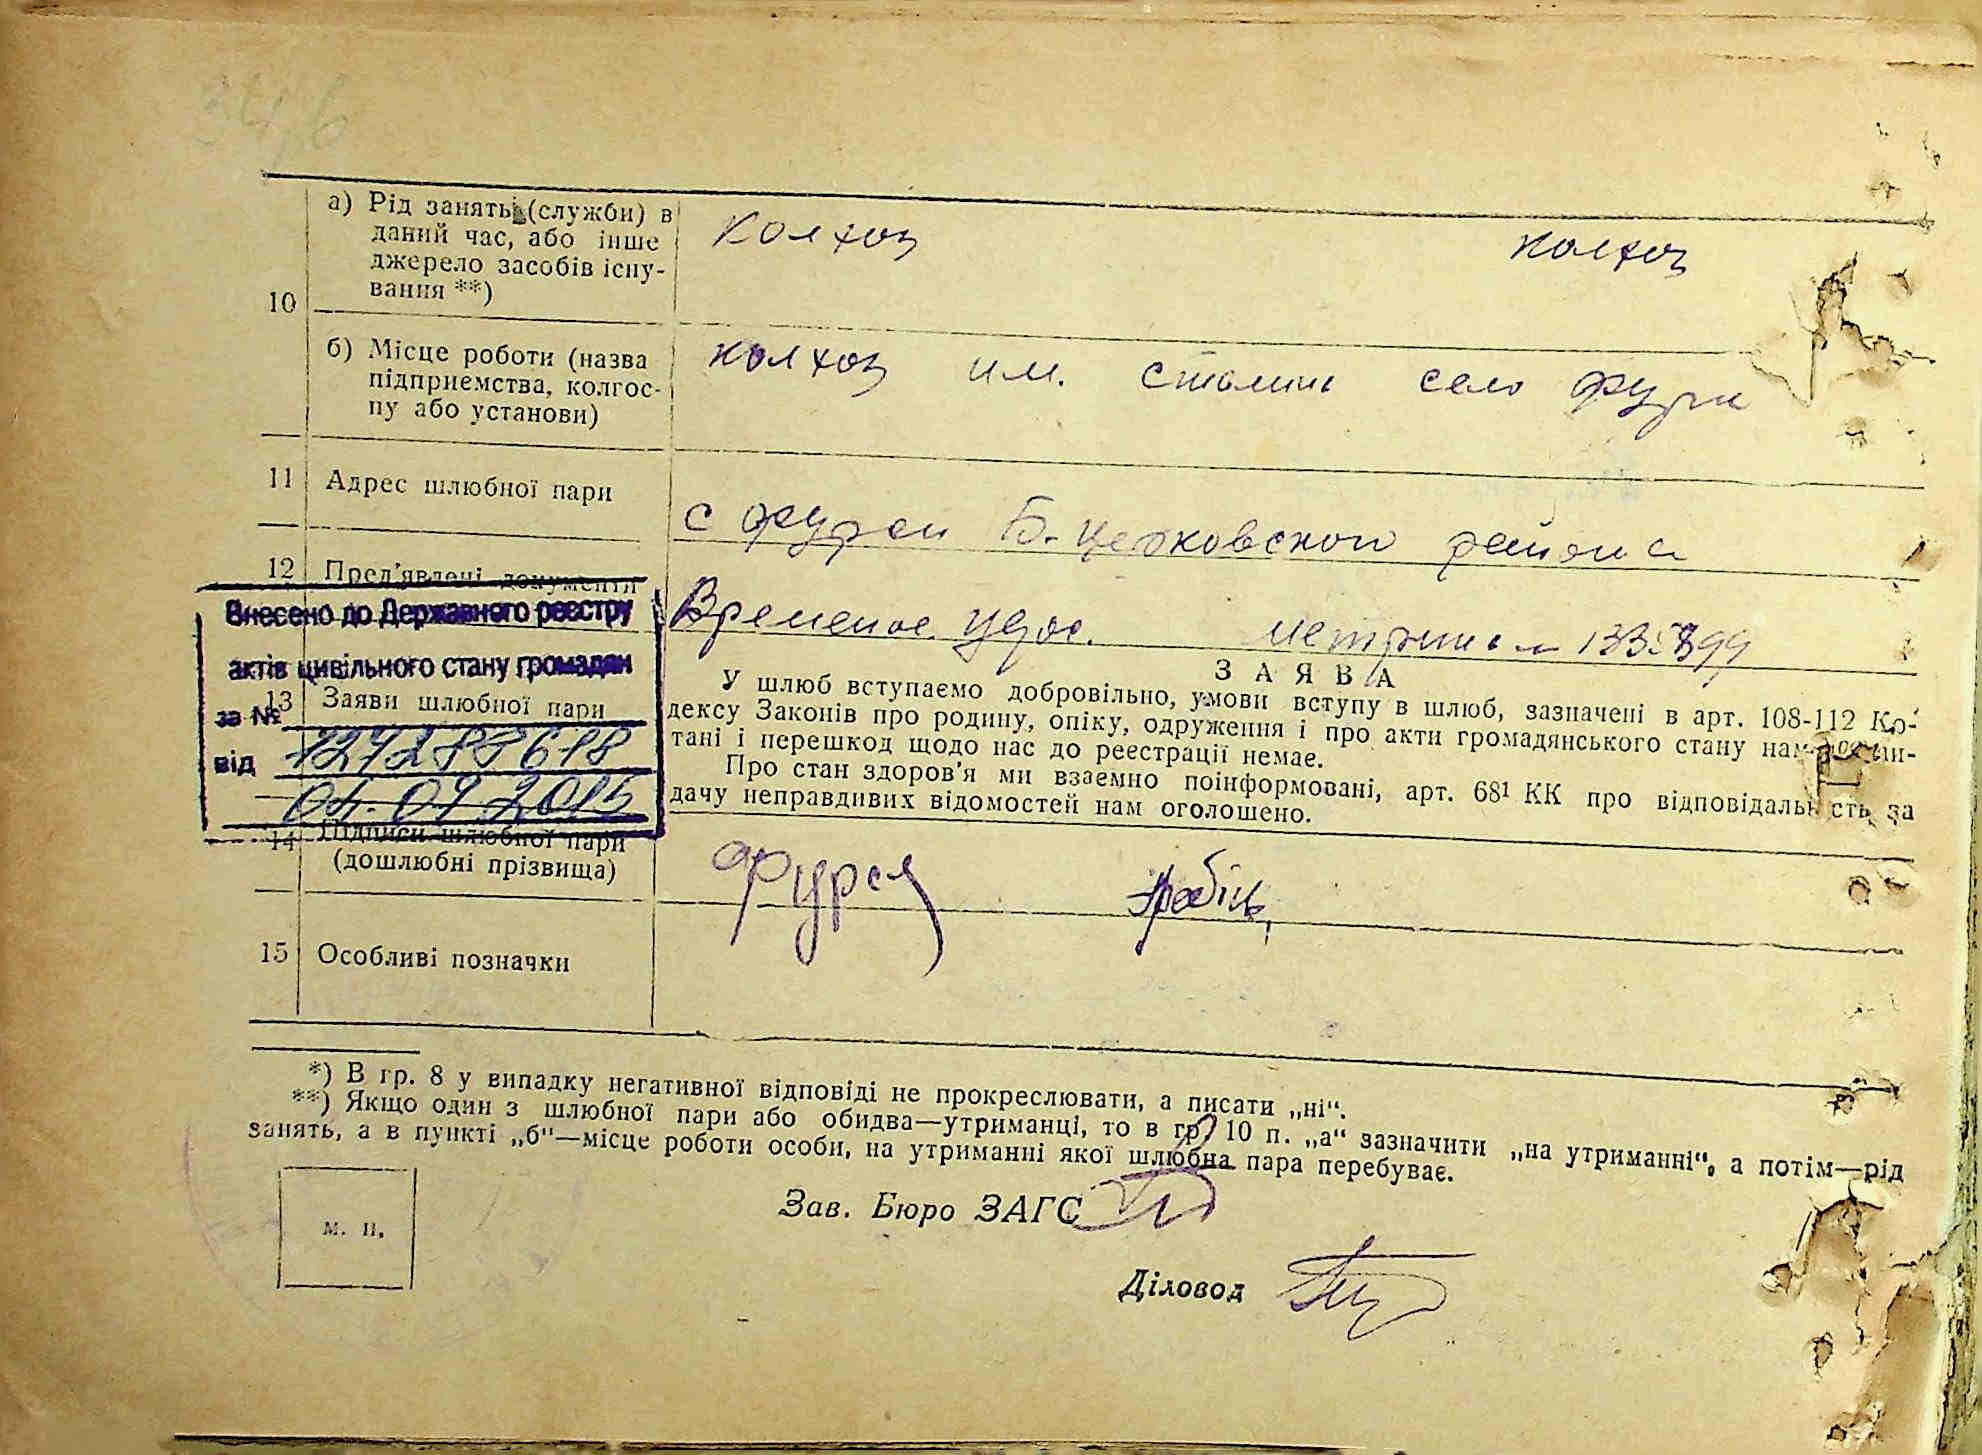 а) Рід занять (служби) в
даний час, або інше
джерело засобів існу-
вання **)
колхоз
колхоз
10
б) Місце роботи (назва
підприємства, колгос-
пу або установи)
колхоз им. сталина село фурси
11 Адрес шлюбної пари
с фурси Б. Церковского района
12 Пред'явлені документи
Временое удос. метрика
Внесено до Державного реєстру
актів цивільного стану громадян
за №
від
04.09 2015
13 Заяви шлюбної пари
ЗАЯВА
У шлюб вступаємо добровільно, умови вступу в шлюб, зазначені в арт. 108-112 Ко-
дексу Законів про родину, опіку, одруження і про акти громадянського стану нам
тані і перешкод щодо нас до реестрації немає.
Про стан здоров'я ми взаємно поінформовані, арт. 68¹ КК про відповідальність за
дачу неправдивих відомостей нам оголошено.
14 Підписи шлюбної пари
(дошлюбні прізвища)
Фурса
15 Особливі позначки
*) В гр. 8 у випадку негативної відповіді не прокреслювати, а писати „ні“.
**) Якщо один з шлюбної пари або обидва—утриманці, то в гр. 10 п. „а“ зазначити „на утриманні“, а потім—рід
занять, а в пункті „б“—місце роботи особи, на утриманні якої шлюбна пара перебуває.
м. п.
Зав. Бюро ЗАГС
Діловод